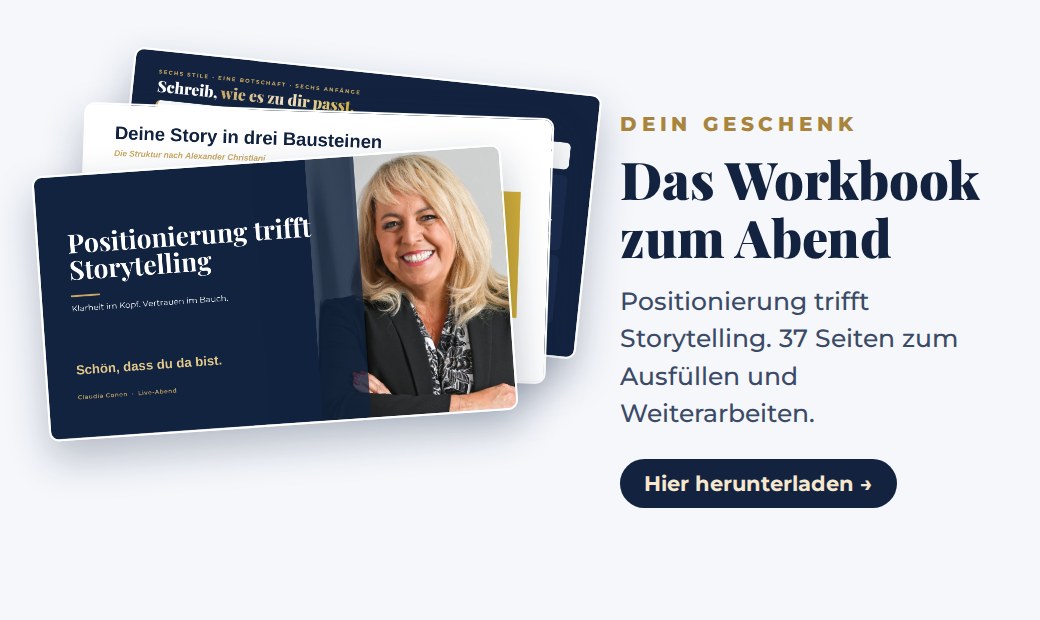 SECHS STILE · EINE BOTSCHAFT · SECHS ANFÄNGE
Schreib, wie es zu dir passt.
Deine Story in drei Bausteinen
Die Struktur nach Alexander Christiani
Positionierung trifft
Storytelling
Klarheit im Kopf. Vertrauen im Bauch.
Schön, dass du da bist.
Claudia Conen · Live-Abend
DEIN GESCHENK
Das Workbook
zum Abend
Positionierung trifft
Storytelling. 37 Seiten zum
Ausfüllen und
Weiterarbeiten.
Hier herunterladen →